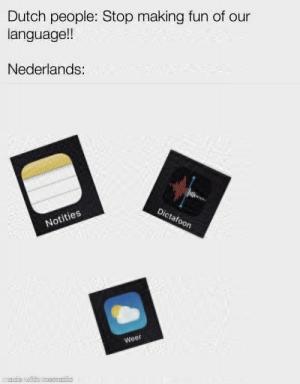 Dutch people: Stop making fun of our
language!!
Nederlands:
Notities
Dictafoon
Weer
made with mematic